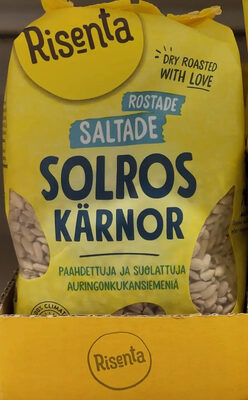 Risenta
DRY ROASTED
WITH LOVE
ROSTADE
SALTADE
SOLROS
KÄRNOR
PAAHDETTUJA JA SUOLATTUJA
AURINGONKUKANSIEMENIÄ
Risenta